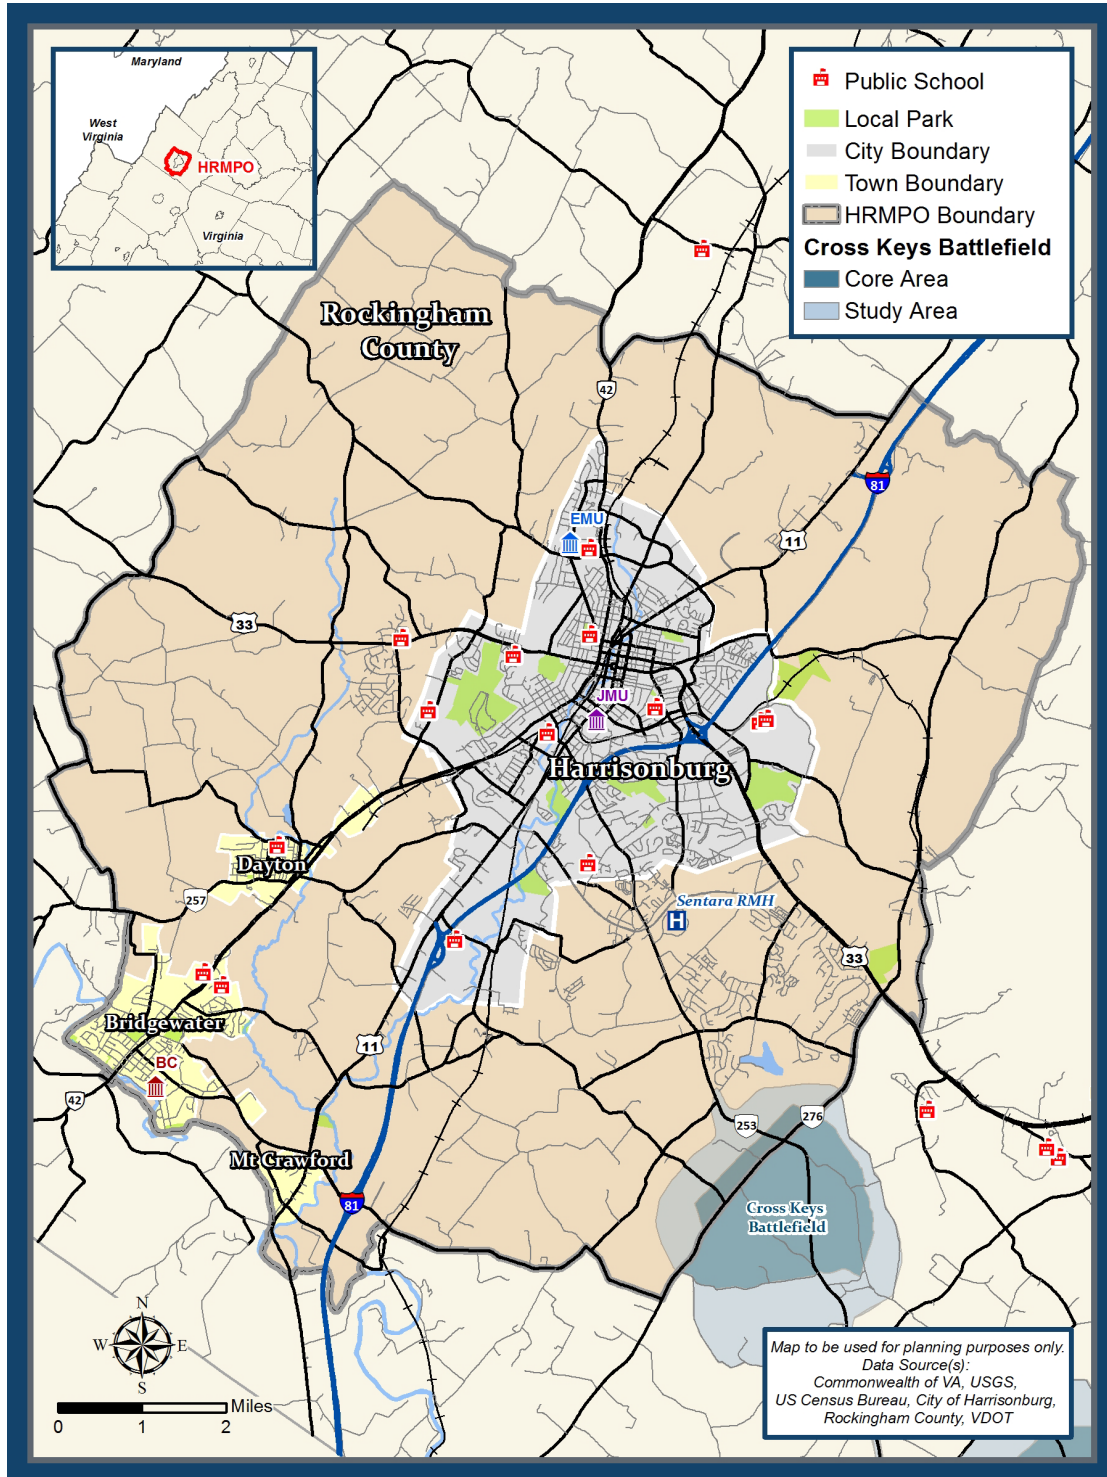 Maryland
West
Virginia
HRMPO
Virginia
Public School
Local Park
City Boundary
Town Boundary
HRMPO Boundary
Cross Keys Battlefield
Core Area
Study Area
Rockingham
County
42
81
EMU
11
33
JMU
Harrisonburg
Dayton
257
Sentara RMH
H
33
Bridgewater
11
BC
42
253
276
Mt Crawford
81
Cross Keys
Battlefield
N
W
E
S
Miles
0
1
2
Map to be used for planning purposes only.
Data Source(s):
Commonwealth of VA, USGS,
US Census Bureau, City of Harrisonburg,
Rockingham County, VDOT